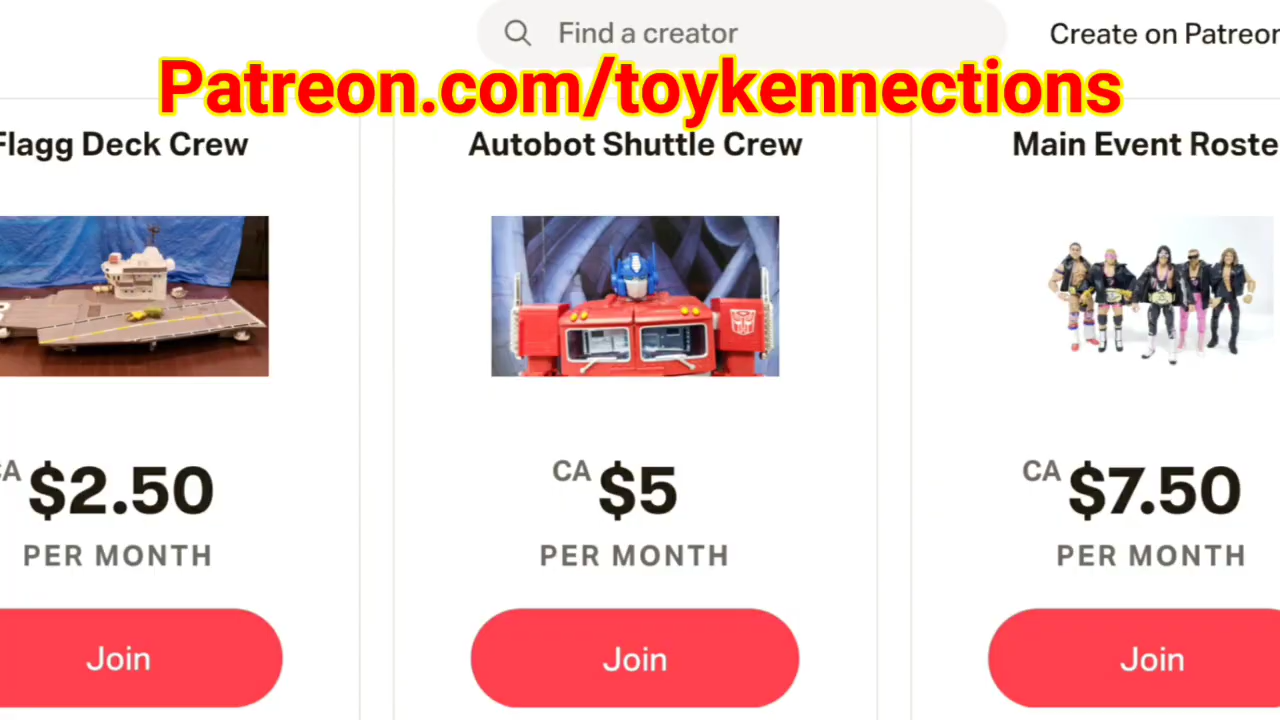 Find a creator
Create on Patreon
Patreon.com/toykennections
Flagg Deck Crew
Autobot Shuttle Crew
Main Event Roste
CA $2.50
CA $5
CA $7.50
PER MONTH
PER MONTH
PER MONTH
Join
Join
Join